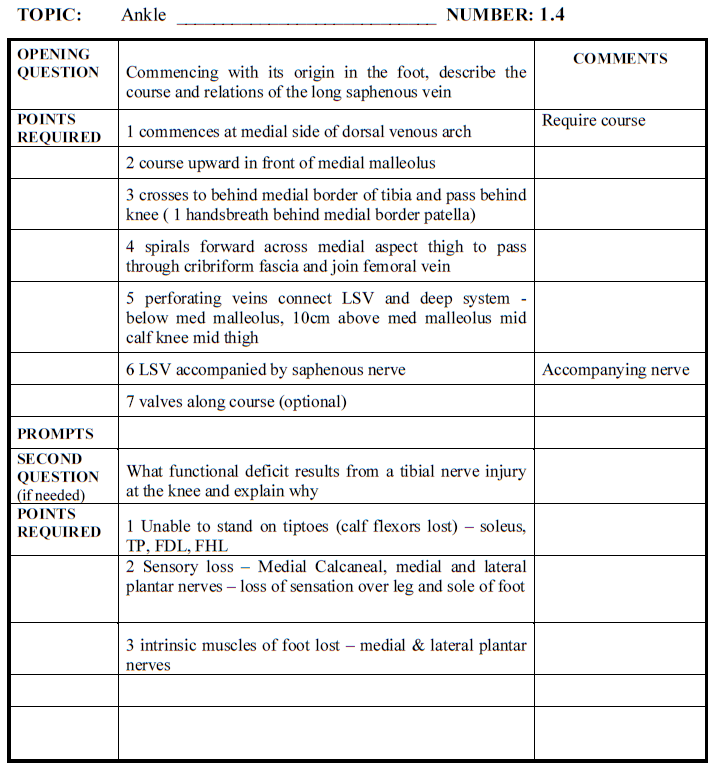 TOPIC: Ankle NUMBER: 1.4
OPENING QUESTION
Commencing with its origin in the foot, describe the
course and relations of the long saphenous vein
COMMENTS
POINTS REQUIRED
1 commences at medial side of dorsal venous arch
Require course
2 course upward in front of medial malleolus
3 crosses to behind medial border of tibia and pass behind
knee ( 1 handsbreath behind medial border patella)
4 spirals forward across medial aspect thigh to pass
through cribriform fascia and join femoral vein
5 perforating veins connect LSV and deep system -
below med malleolus, 10cm above med malleolus mid
calf knee mid thigh
6 LSV accompanied by saphenous nerve
Accompanying nerve
7 valves along course (optional)
PROMPTS
SECOND
QUESTION
(if needed)
What functional deficit results from a tibial nerve injury
at the knee and explain why
POINTS
REQUIRED
1 Unable to stand on tiptoes (calf flexors lost) – soleus,
TP, FDL, FHL
2 Sensory loss – Medial Calcaneal, medial and lateral
plantar nerves – loss of sensation over leg and sole of foot
3 intrinsic muscles of foot lost – medial & lateral plantar
nerves